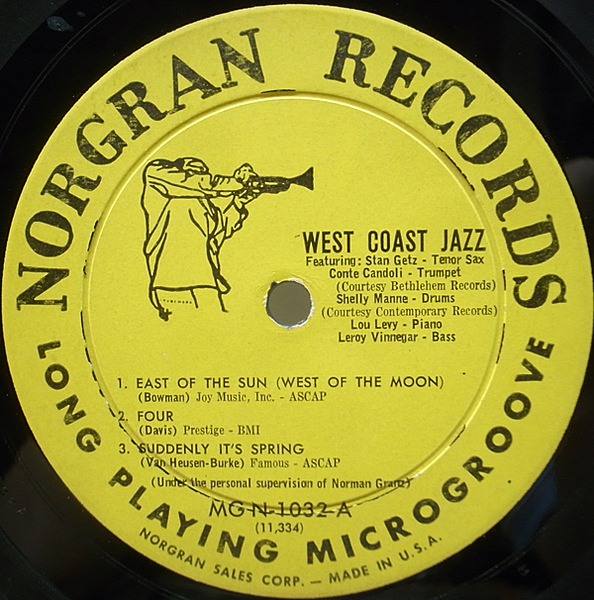 NORGRAN RECORDS
WEST COAST JAZZ
Featuring: Stan Getz - Tenor Sax
Conte Candoli - Trumpet
(Courtesy Bethlehem Records)
Shelly Manne - Drums
(Courtesy Contemporary Records)
Lou Levy - Piano
Leroy Vinnegar - Bass
1. EAST OF THE SUN (WEST OF THE MOON)
(Bowman) Joy Music, Inc. - ASCAP
2. FOUR
(Davis) Prestige - BMI
3. SUDDENLY IT'S SPRING
(Van Heusen-Burke) Famous - ASCAP
(Under the personal supervision of Norman Granz)
MG N-1032-A
(11,334)
LONG PLAYING MICROGROOVE
NORGRAN SALES CORP. — MADE IN U.S.A.